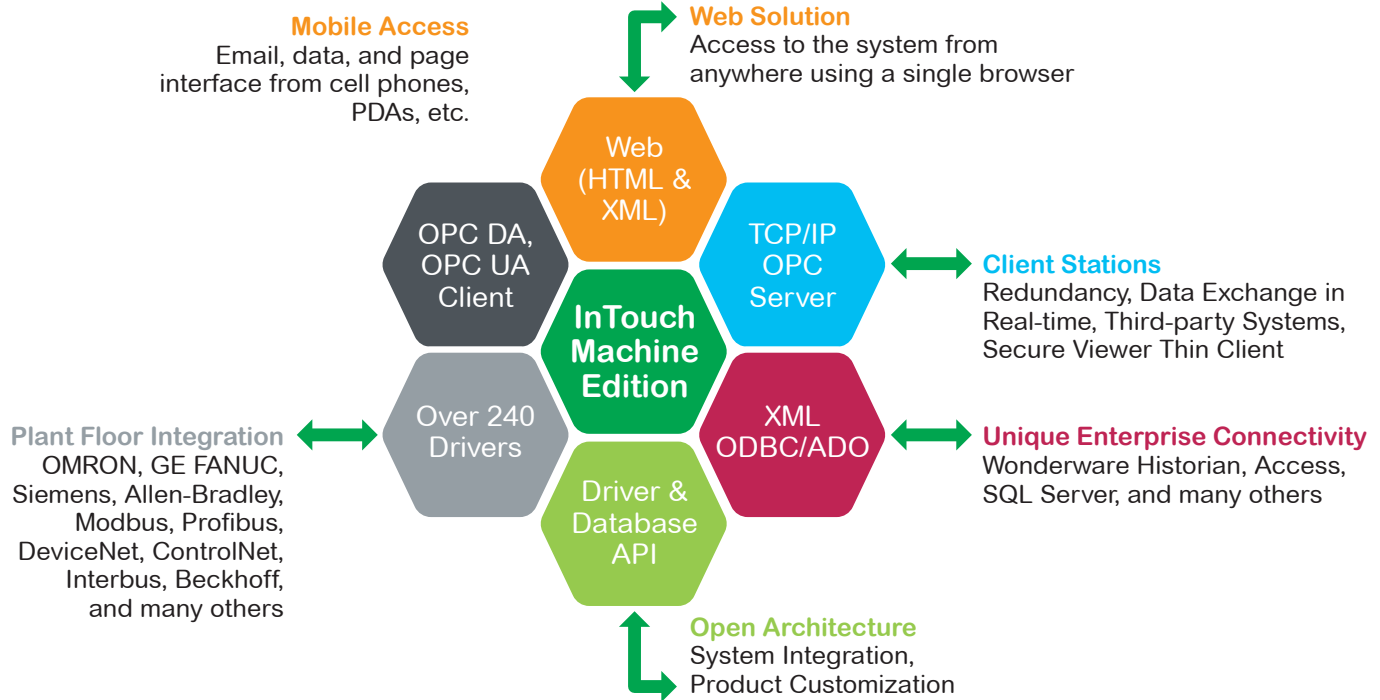 Mobile Access
Email, data, and page
interface from cell phones,
PDAs, etc.
Web Solution
Access to the system from
anywhere using a single browser
Web
(HTML &
XML)
OPC DA,
OPC UA
Client
TCP/IP
OPC
Server
Client Stations
Redundancy, Data Exchange in
Real-time, Third-party Systems,
Secure Viewer Thin Client
InTouch
Machine
Edition
Plant Floor Integration
OMRON, GE FANUC,
Siemens, Allen-Bradley,
Modbus, Profibus,
DeviceNet, ControlNet,
Interbus, Beckhoff,
and many others
Over 240
Drivers
XML
ODBC/ADO
Unique Enterprise Connectivity
Wonderware Historian, Access,
SQL Server, and many others
Driver &
Database
API
Open Architecture
System Integration,
Product Customization